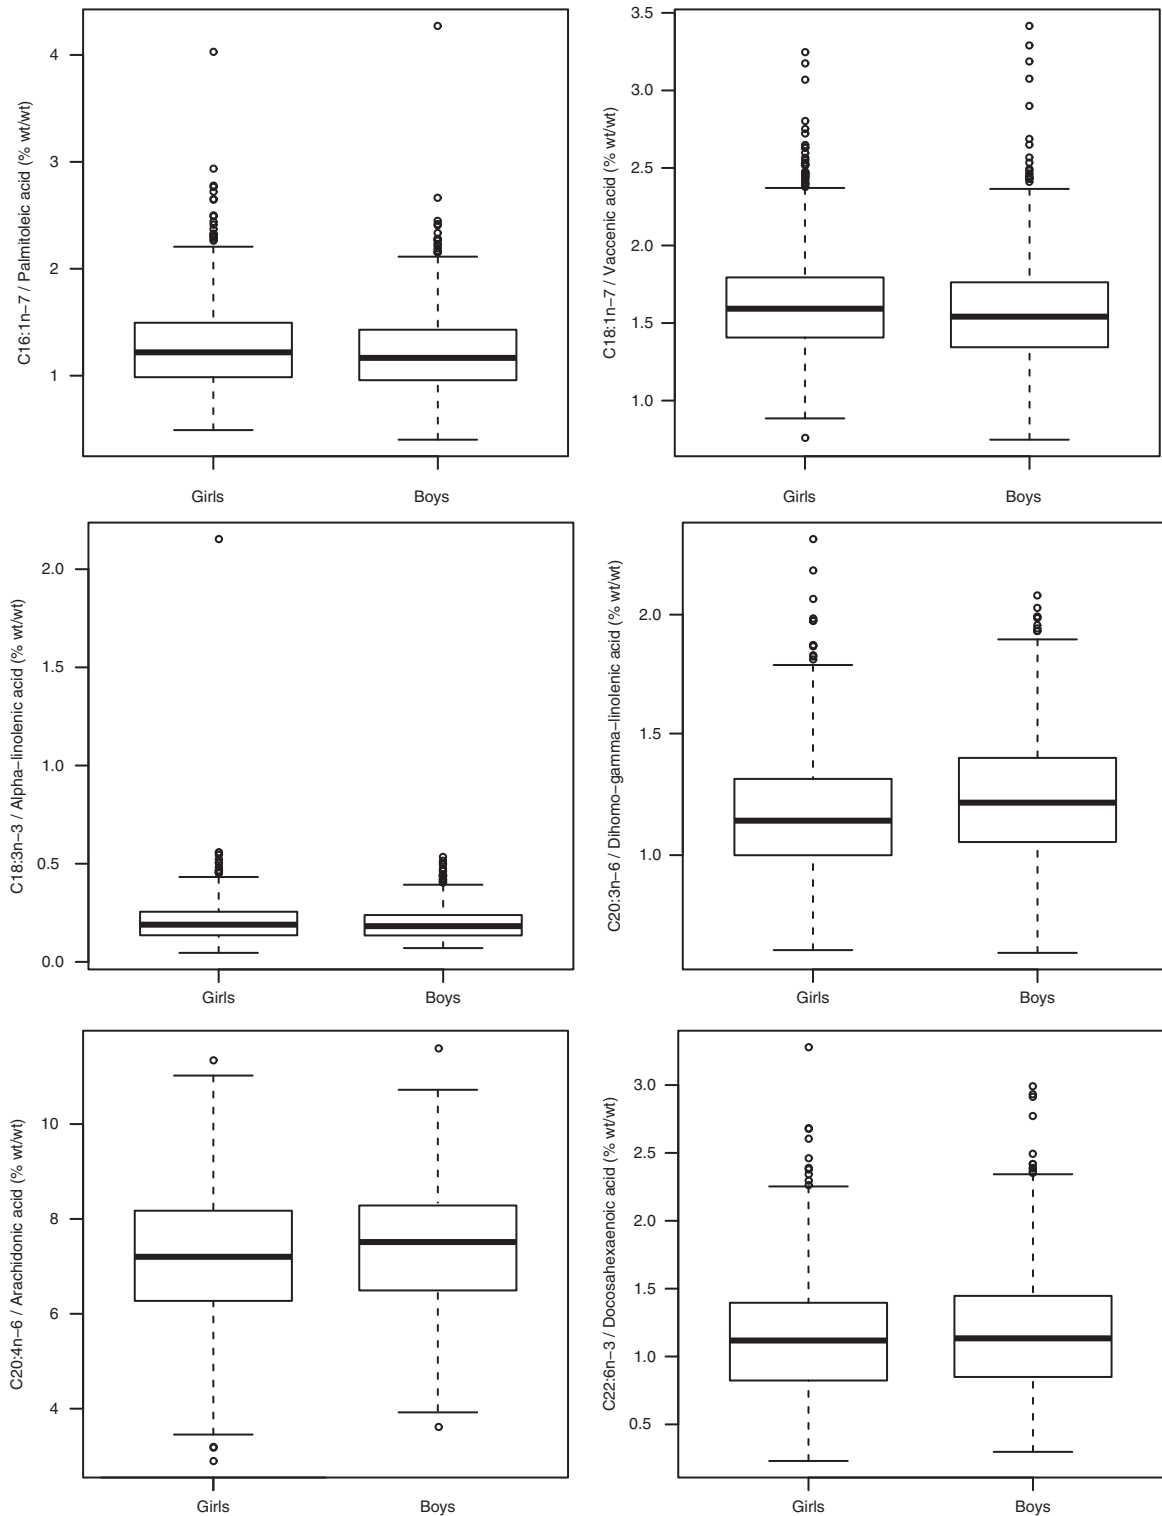 C16:1n−7 / Palmitoleic acid (% wt/wt)
4
3
2
1
Girls
Boys
C18:1n−7 / Vaccenic acid (% wt/wt)
3.5
3.0
2.5
2.0
1.5
1.0
Girls
Boys
C18:3n−3 / Alpha−linolenic acid (% wt/wt)
2.0
1.5
1.0
0.5
0.0
Girls
Boys
C20:3n−6 / Dihomo−gamma−linolenic acid (% wt/wt)
2.0
1.5
1.0
Girls
Boys
C20:4n−6 / Arachidonic acid (% wt/wt)
10
8
6
4
Girls
Boys
C22:6n−3 / Docosahexaenoic acid (% wt/wt)
3.0
2.5
2.0
1.5
1.0
0.5
Girls
Boys